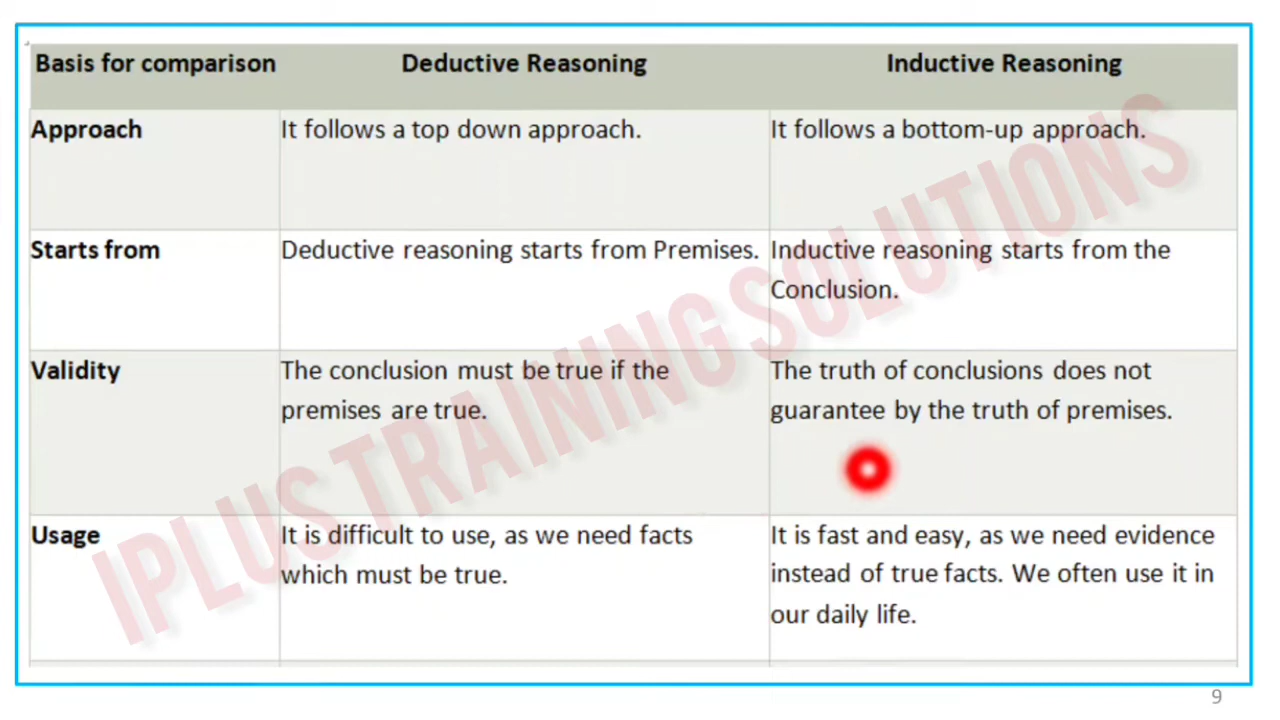 Basis for comparison Deductive Reasoning Inductive Reasoning
Approach It follows a top down approach. It follows a bottom-up approach.
Starts from Deductive reasoning starts from Premises. Inductive reasoning starts from the
Conclusion.
Validity The conclusion must be true if the The truth of conclusions does not
premises are true. guarantee by the truth of premises.
Usage It is difficult to use, as we need facts It is fast and easy, as we need evidence
which must be true. instead of true facts. We often use it in
our daily life.
IPLUS TRAINING SOLUTIONS
9